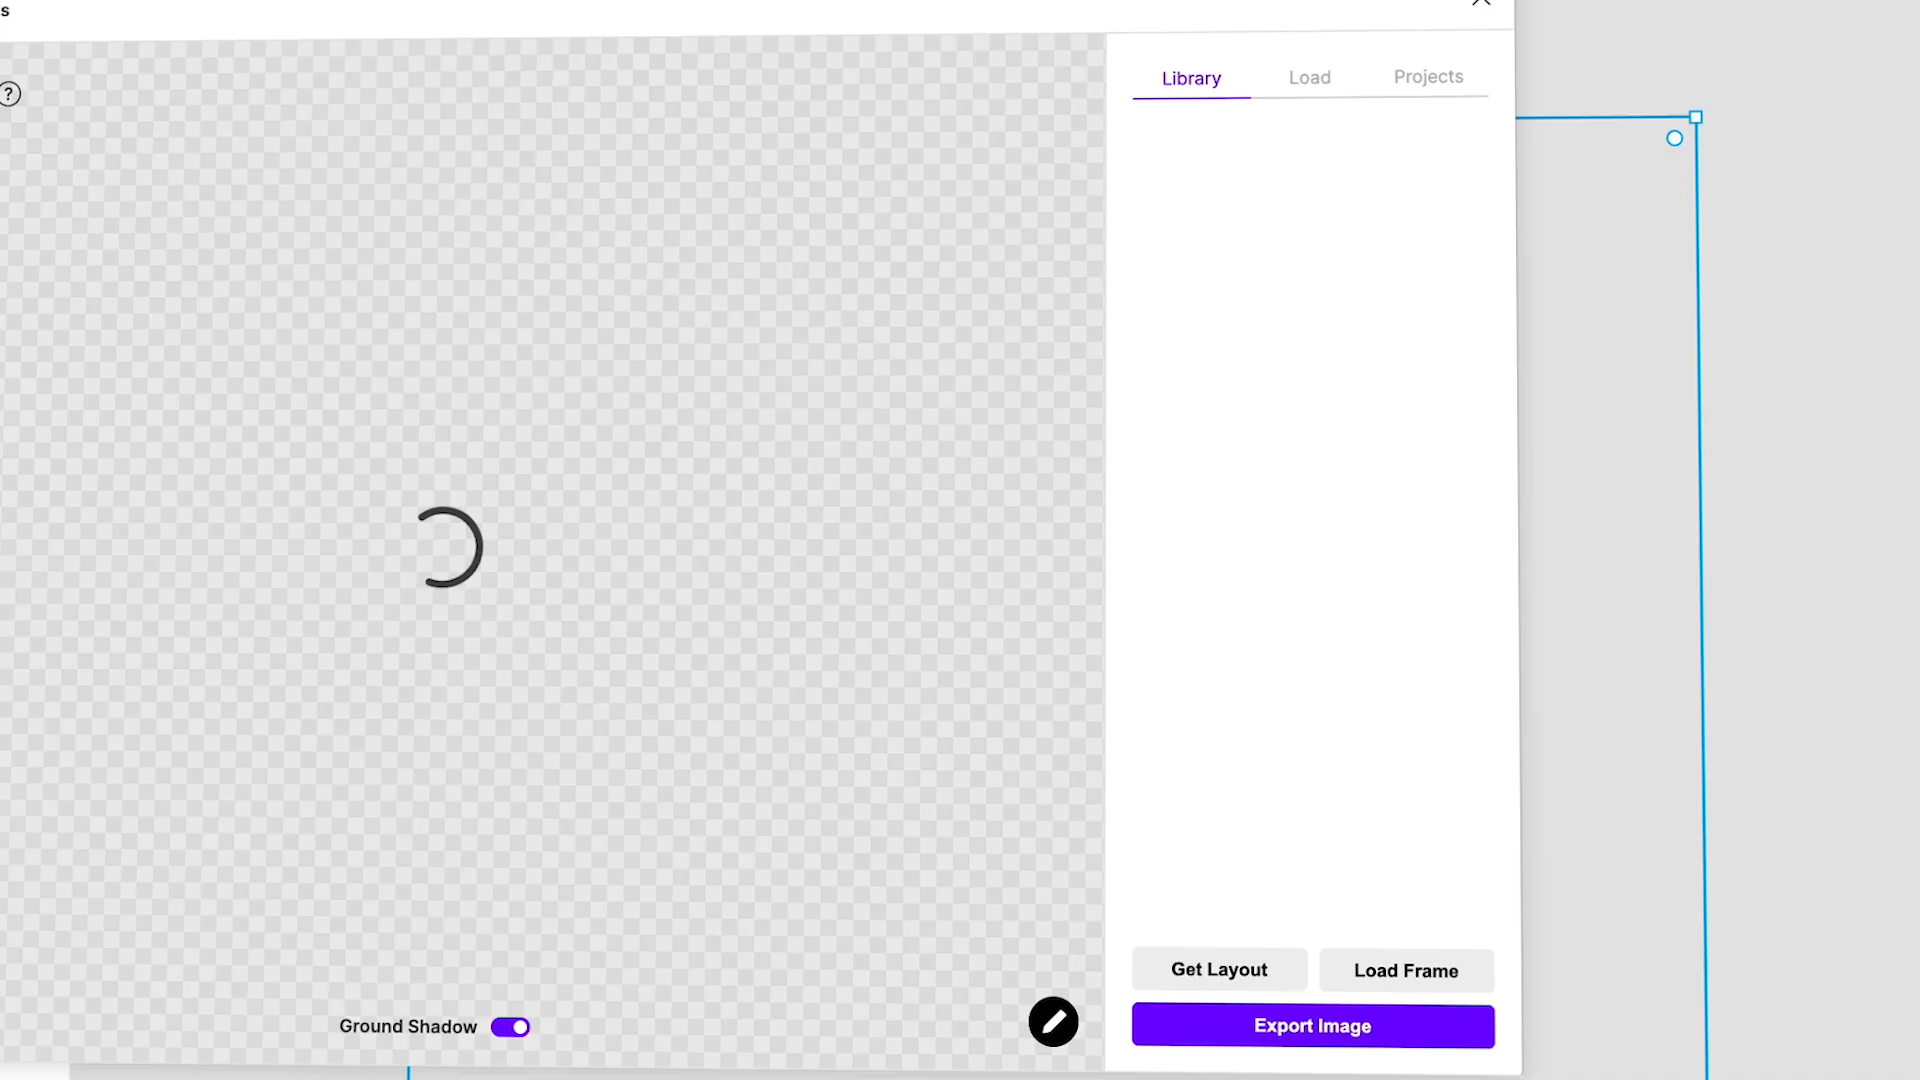 s
?
Library Load Projects
Get Layout Load Frame
Ground Shadow
Export Image